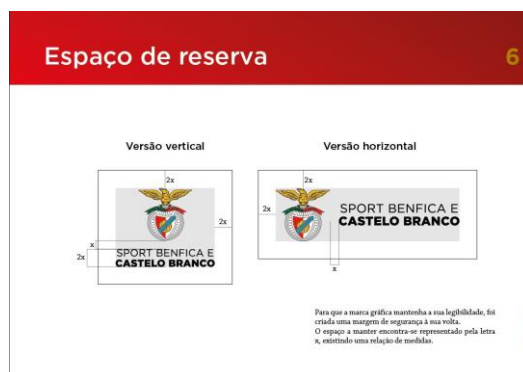 Espaço de reserva
6
Versão vertical
Versão horizontal
2x
2x
2x
2x
x
2x
x
SPORT BENFICA E
CASTELO BRANCO
SPORT BENFICA E
CASTELO BRANCO
Para que a marca gráfica mantenha a sua legibilidade, foi
criada uma margem de segurança à sua volta.
O espaço a manter encontra-se representado pela letra
x, existindo uma relação de medidas.